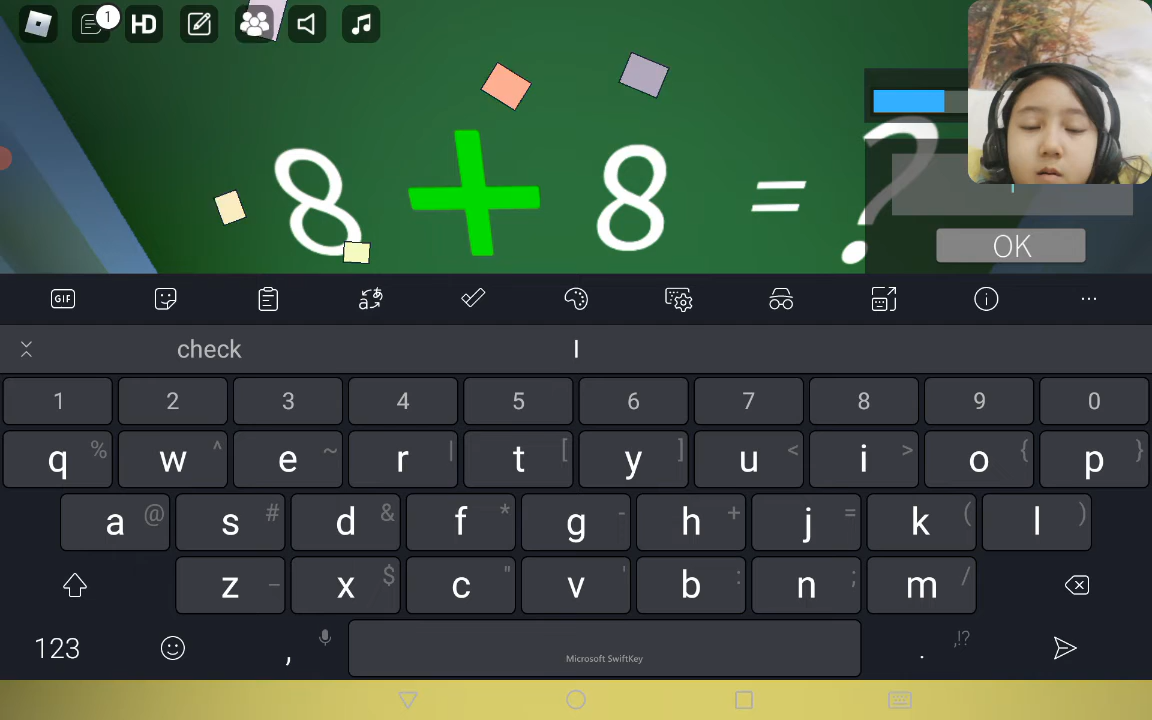 1
HD
8 + 8 = ?
OK
GIF
check
I
1 2 3 4 5 6 7 8 9 0
q % w ^ e ~ r | t [ y ] u < i > o { p }
a @ s # d & f * g - h + j = k ( l )
z _ x $ c " v ' b : n ; m /
123 , . ,!?
Microsoft SwiftKey